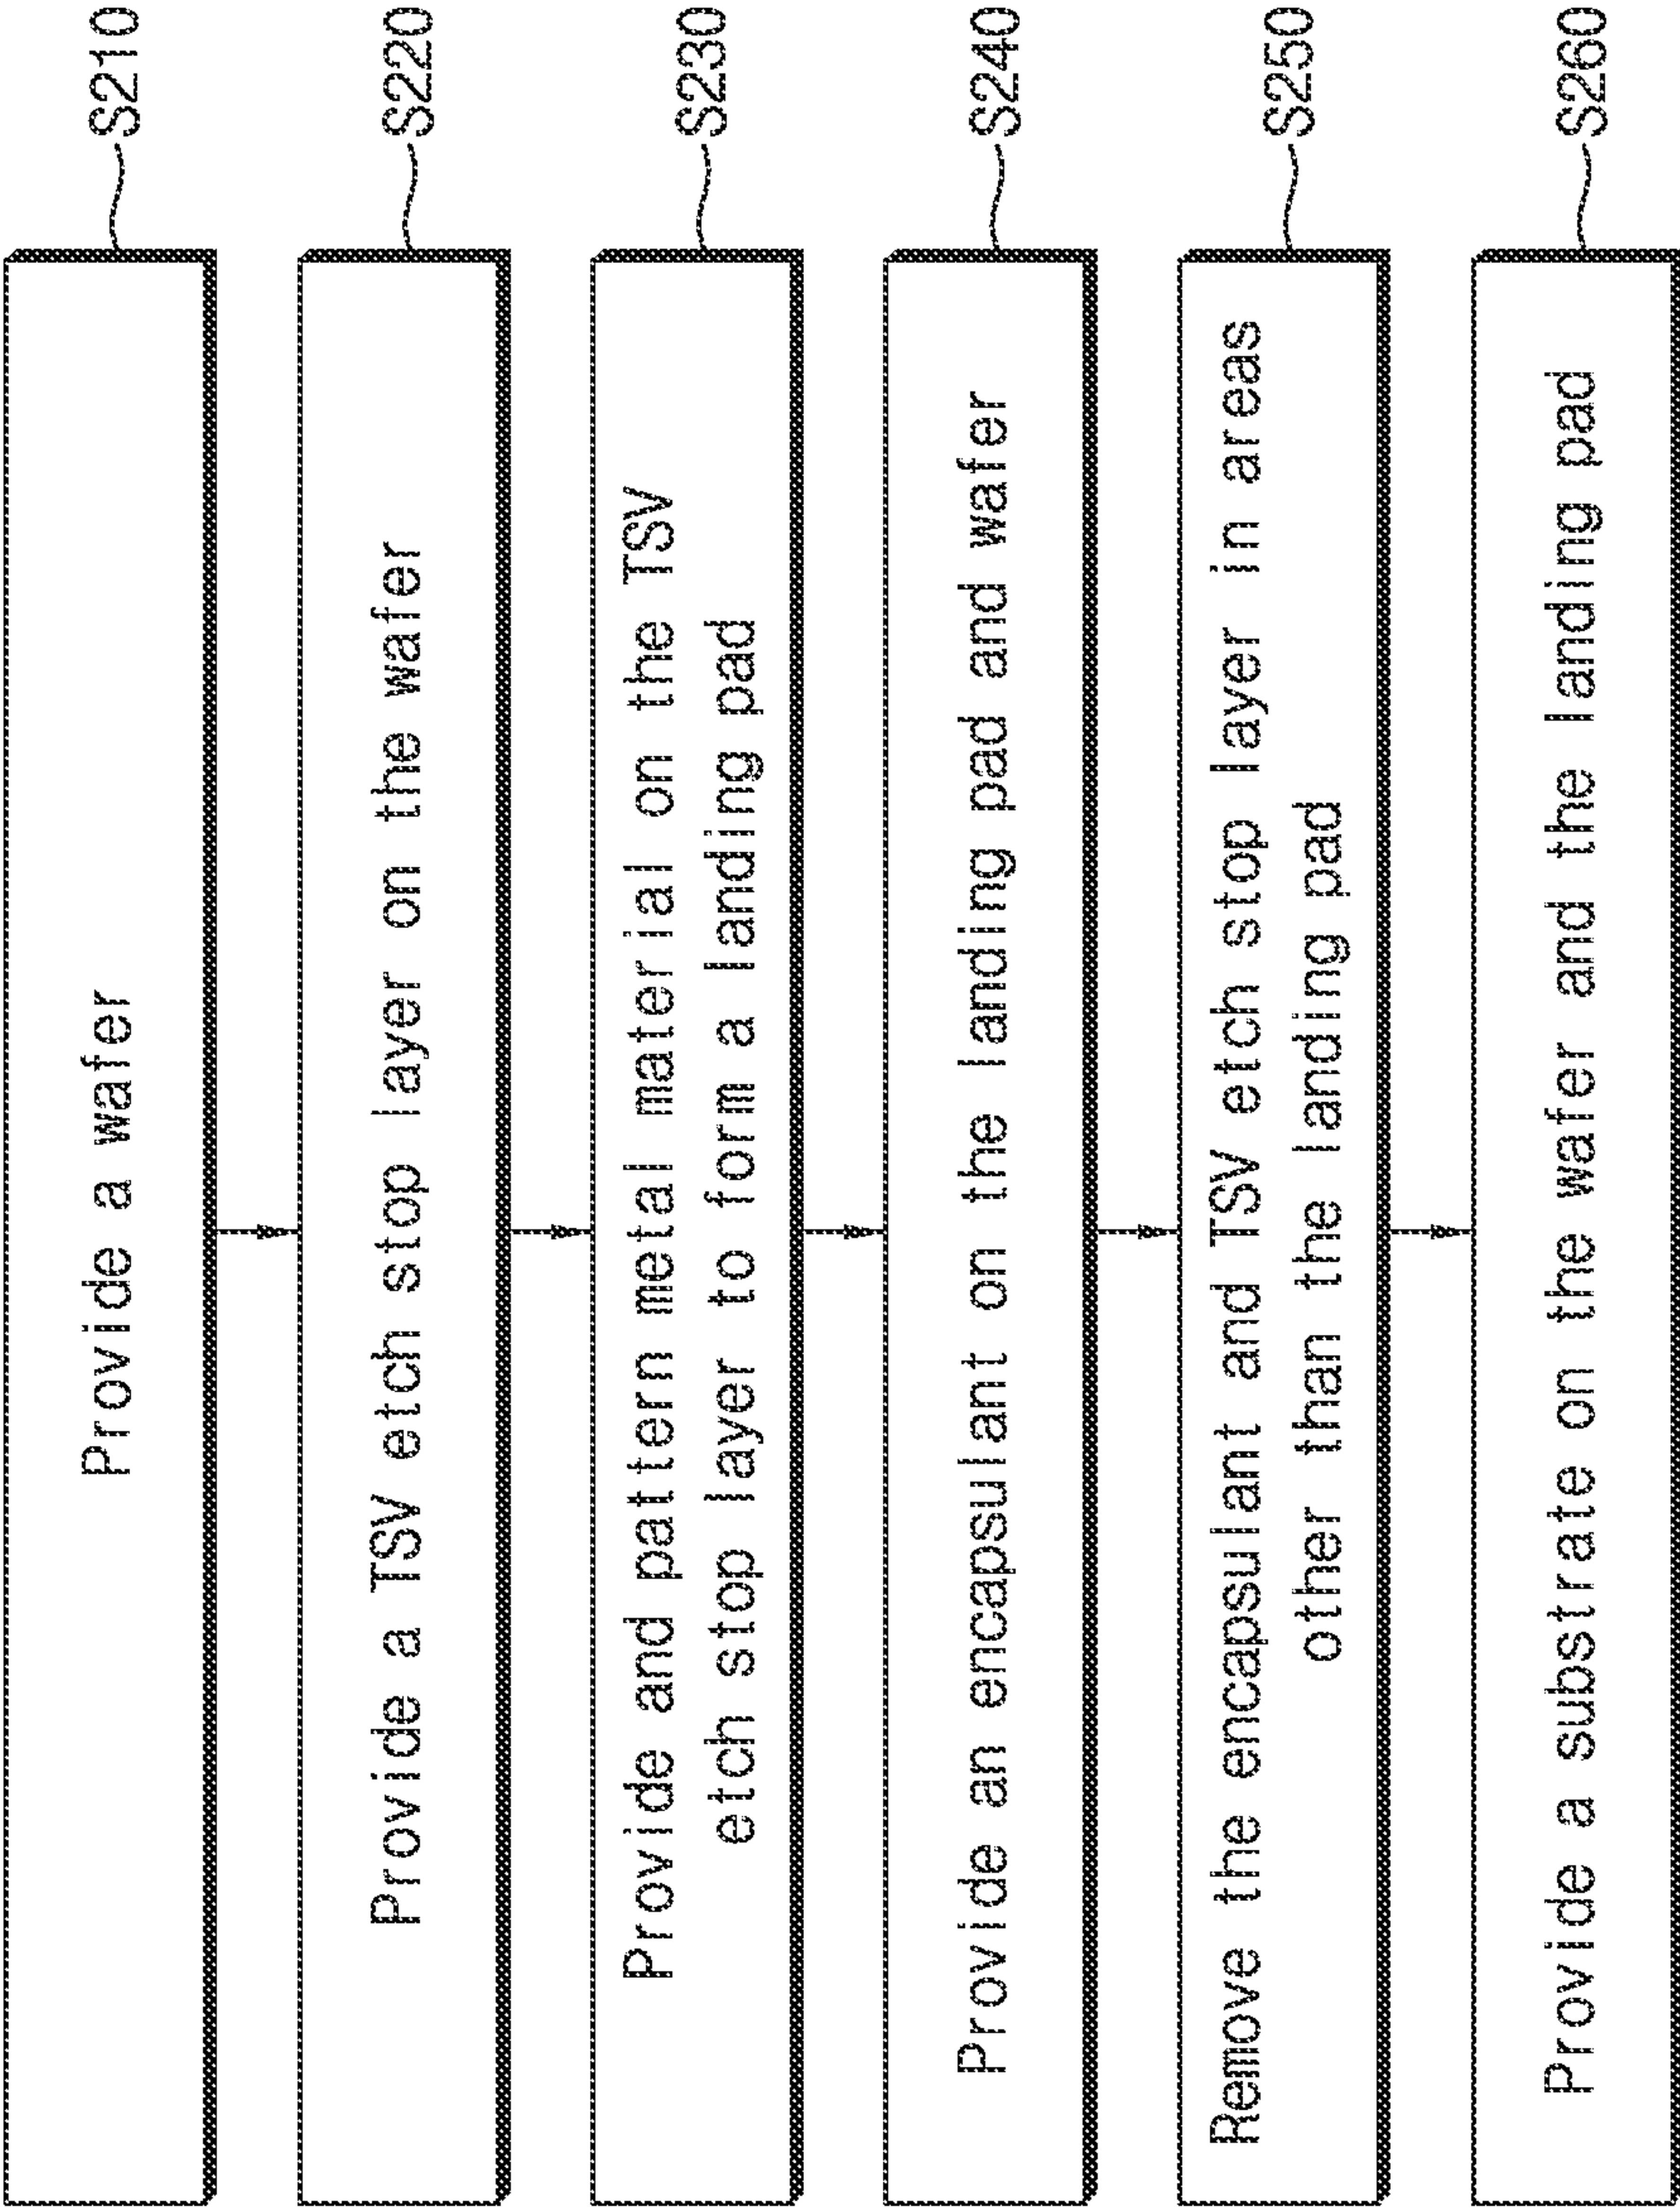 Provide a wafer
S210
Provide a TSV etch stop layer on the wafer
S220
Provide and pattern metal material on the TSV
etch stop layer to form a landing pad
S230
Provide an encapsulant on the landing pad and wafer
S240
Remove the encapsulant and TSV etch stop layer in areas
other than the landing pad
S250
Provide a substrate on the wafer and the landing pad
S260